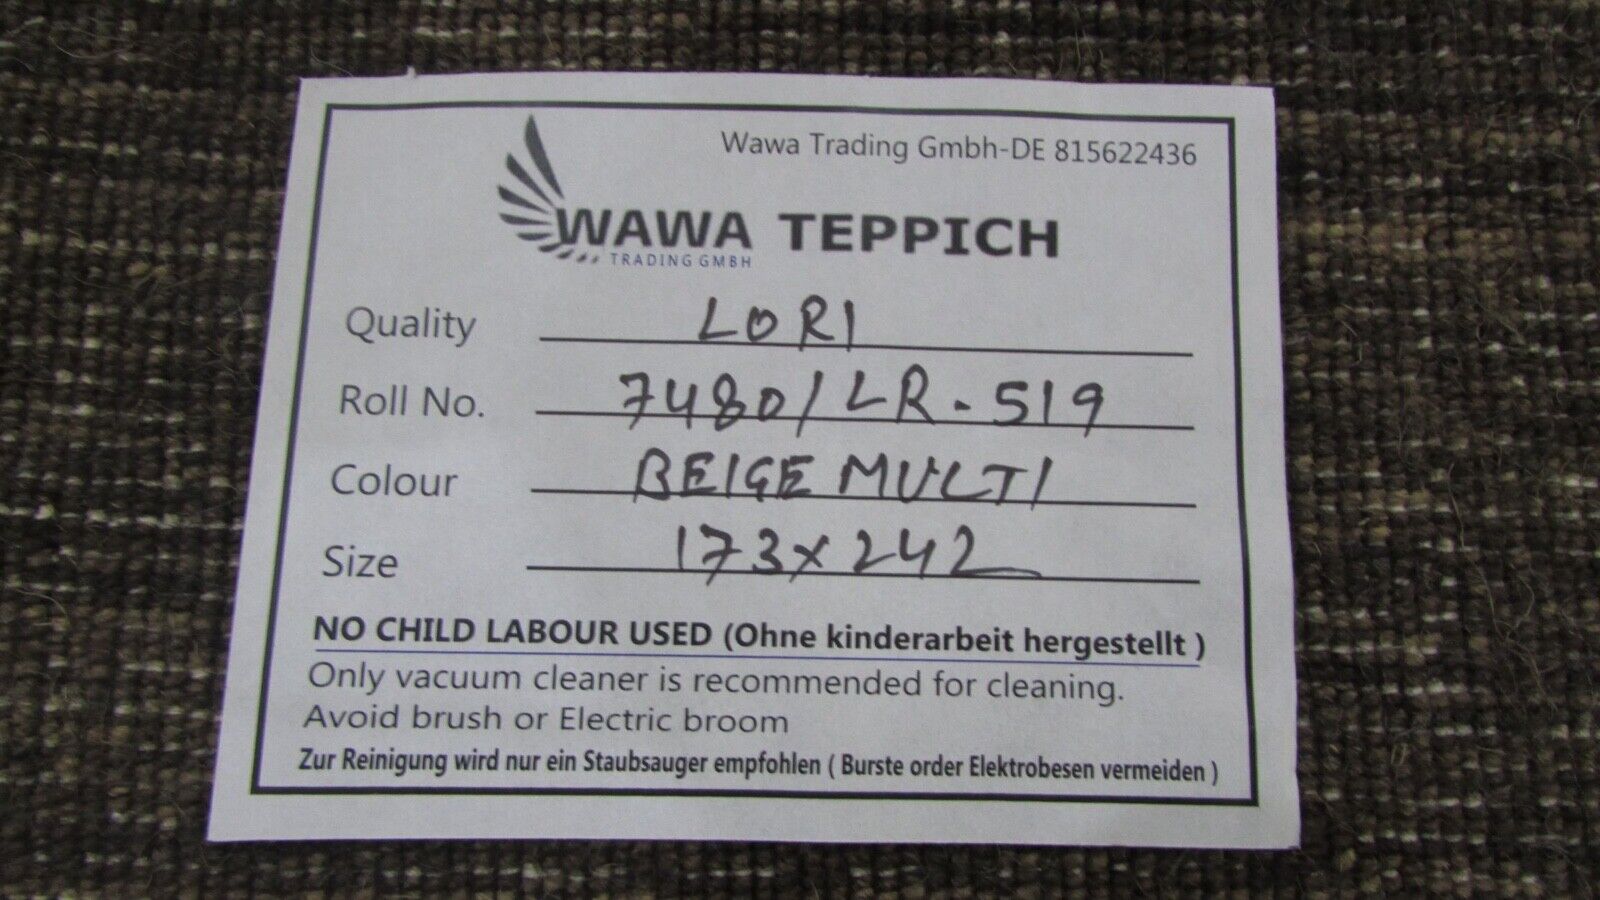 Wawa Trading Gmbh-DE 815622436
WAWA TEPPICH
TRADING GMBH
Quality LORI
Roll No. 7480/LR-519
Colour BEIGE MULTI
Size 173x242
NO CHILD LABOUR USED (Ohne kinderarbeit hergestellt )
Only vacuum cleaner is recommended for cleaning.
Avoid brush or Electric broom
Zur Reinigung wird nur ein Staubsauger empfohlen ( Burste order Elektrobesen vermeiden )